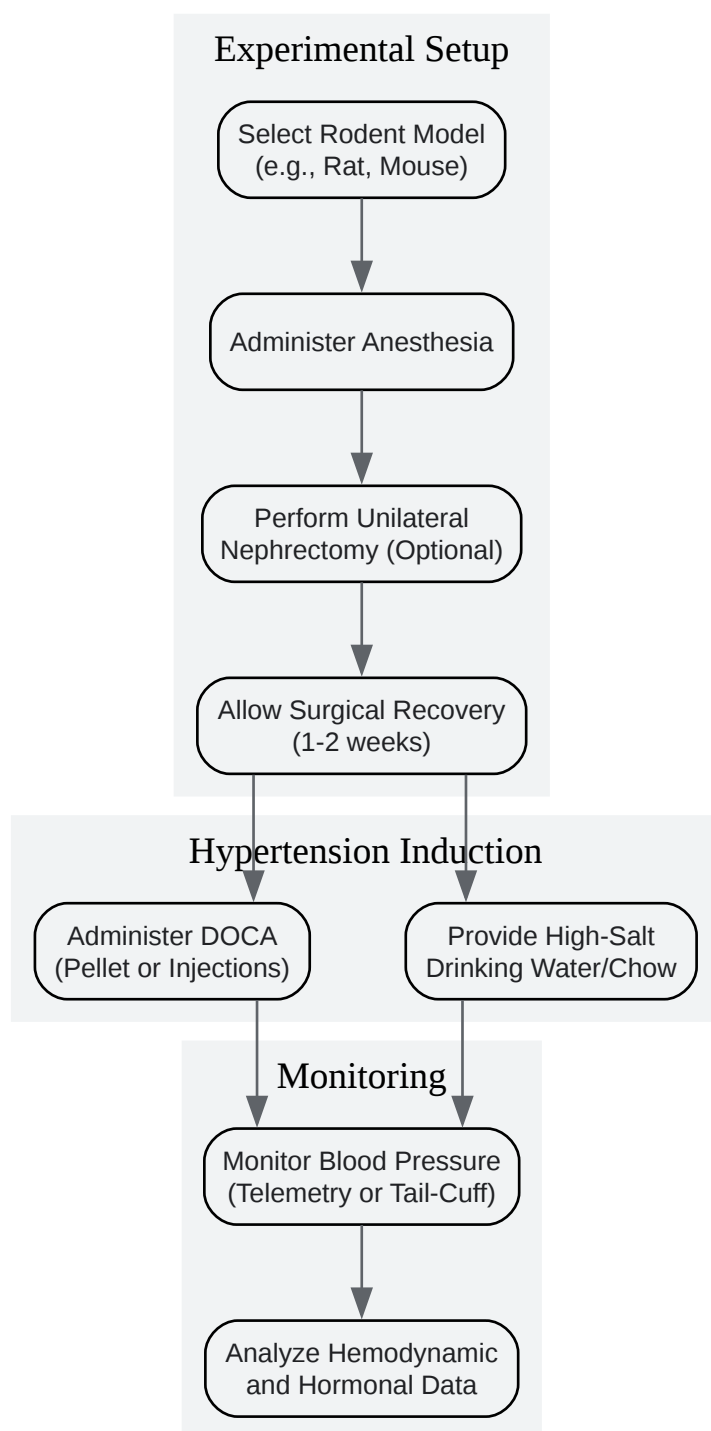 Experimental Setup
Select Rodent Model
(e.g., Rat, Mouse)
Administer Anesthesia
Perform Unilateral
Nephrectomy (Optional)
Allow Surgical Recovery
(1-2 weeks)
Hypertension Induction
Administer DOCA
(Pellet or Injections)
Provide High-Salt
Drinking Water/Chow
Monitoring
Monitor Blood Pressure
(Telemetry or Tail-Cuff)
Analyze Hemodynamic
and Hormonal Data